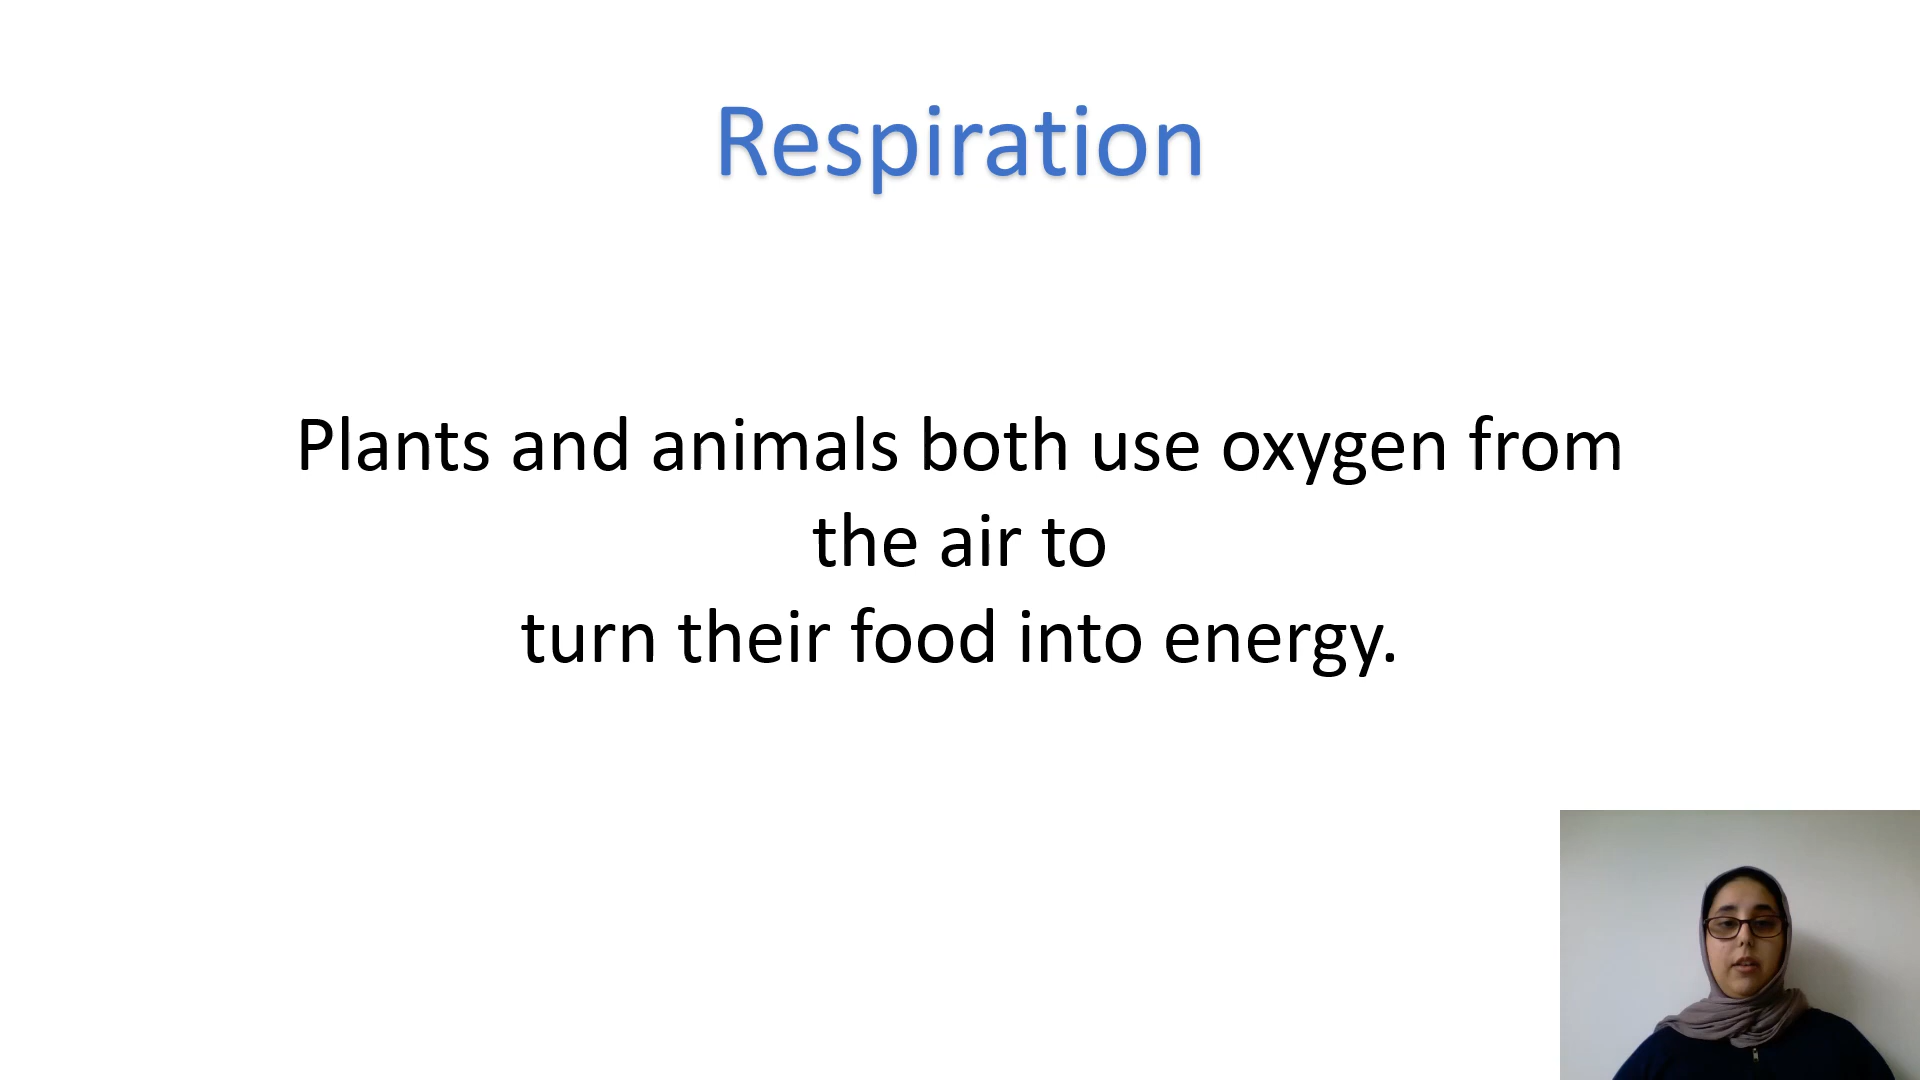 Respiration
Plants and animals both use oxygen from
the air to
turn their food into energy.